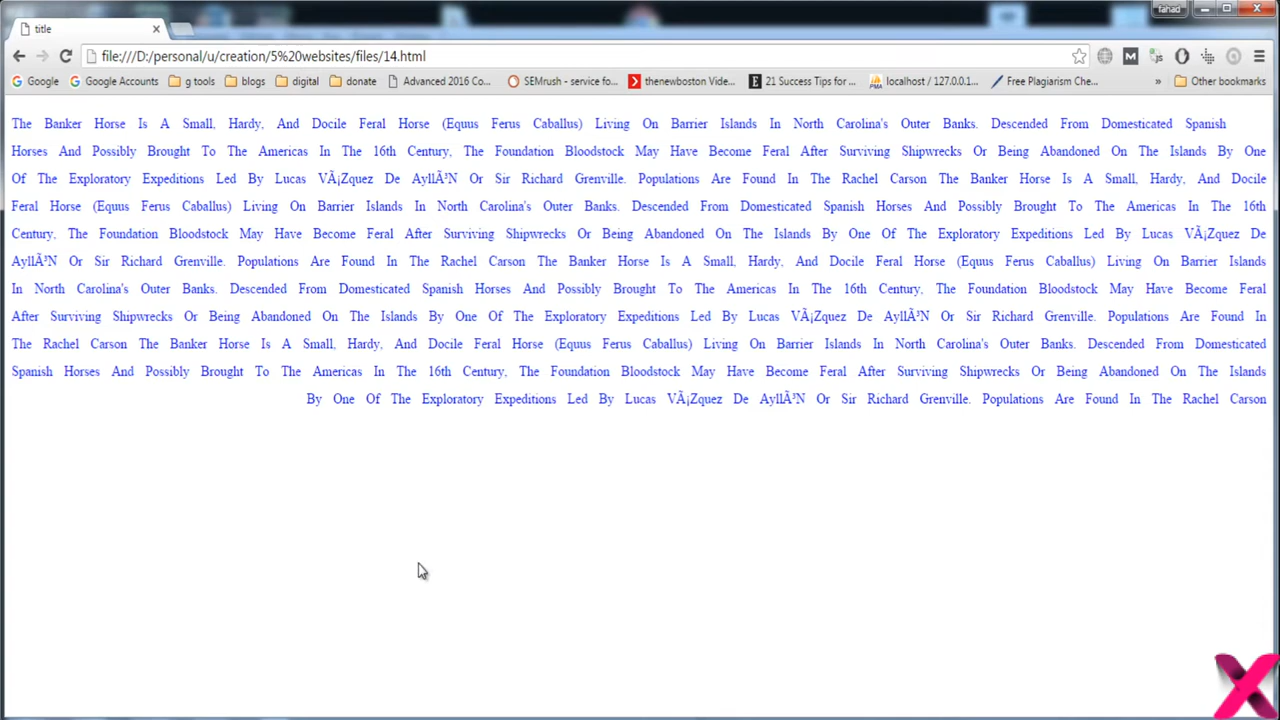 fahad
title
file:///D:/personal/u/creation/5%20websites/files/14.html
Google Google Accounts g tools blogs digital donate Advanced 2016 Co... SEMrush - service fo... thenewboston Vide... 21 Success Tips for ... localhost / 127.0.0.1... Free Plagiarism Che... » Other bookmarks
The Banker Horse Is A Small, Hardy, And Docile Feral Horse (Equus Ferus Caballus) Living On Barrier Islands In North Carolina's Outer Banks. Descended From Domesticated Spanish
Horses And Possibly Brought To The Americas In The 16th Century, The Foundation Bloodstock May Have Become Feral After Surviving Shipwrecks Or Being Abandoned On The Islands By One
Of The Exploratory Expeditions Led By Lucas VÃ¡Zquez De AyllÃ³N Or Sir Richard Grenville. Populations Are Found In The Rachel Carson The Banker Horse Is A Small, Hardy, And Docile
Feral Horse (Equus Ferus Caballus) Living On Barrier Islands In North Carolina's Outer Banks. Descended From Domesticated Spanish Horses And Possibly Brought To The Americas In The 16th
Century, The Foundation Bloodstock May Have Become Feral After Surviving Shipwrecks Or Being Abandoned On The Islands By One Of The Exploratory Expeditions Led By Lucas VÃ¡Zquez De
AyllÃ³N Or Sir Richard Grenville. Populations Are Found In The Rachel Carson The Banker Horse Is A Small, Hardy, And Docile Feral Horse (Equus Ferus Caballus) Living On Barrier Islands
In North Carolina's Outer Banks. Descended From Domesticated Spanish Horses And Possibly Brought To The Americas In The 16th Century, The Foundation Bloodstock May Have Become Feral
After Surviving Shipwrecks Or Being Abandoned On The Islands By One Of The Exploratory Expeditions Led By Lucas VÃ¡Zquez De AyllÃ³N Or Sir Richard Grenville. Populations Are Found In
The Rachel Carson The Banker Horse Is A Small, Hardy, And Docile Feral Horse (Equus Ferus Caballus) Living On Barrier Islands In North Carolina's Outer Banks. Descended From Domesticated
Spanish Horses And Possibly Brought To The Americas In The 16th Century, The Foundation Bloodstock May Have Become Feral After Surviving Shipwrecks Or Being Abandoned On The Islands
By One Of The Exploratory Expeditions Led By Lucas VÃ¡Zquez De AyllÃ³N Or Sir Richard Grenville. Populations Are Found In The Rachel Carson